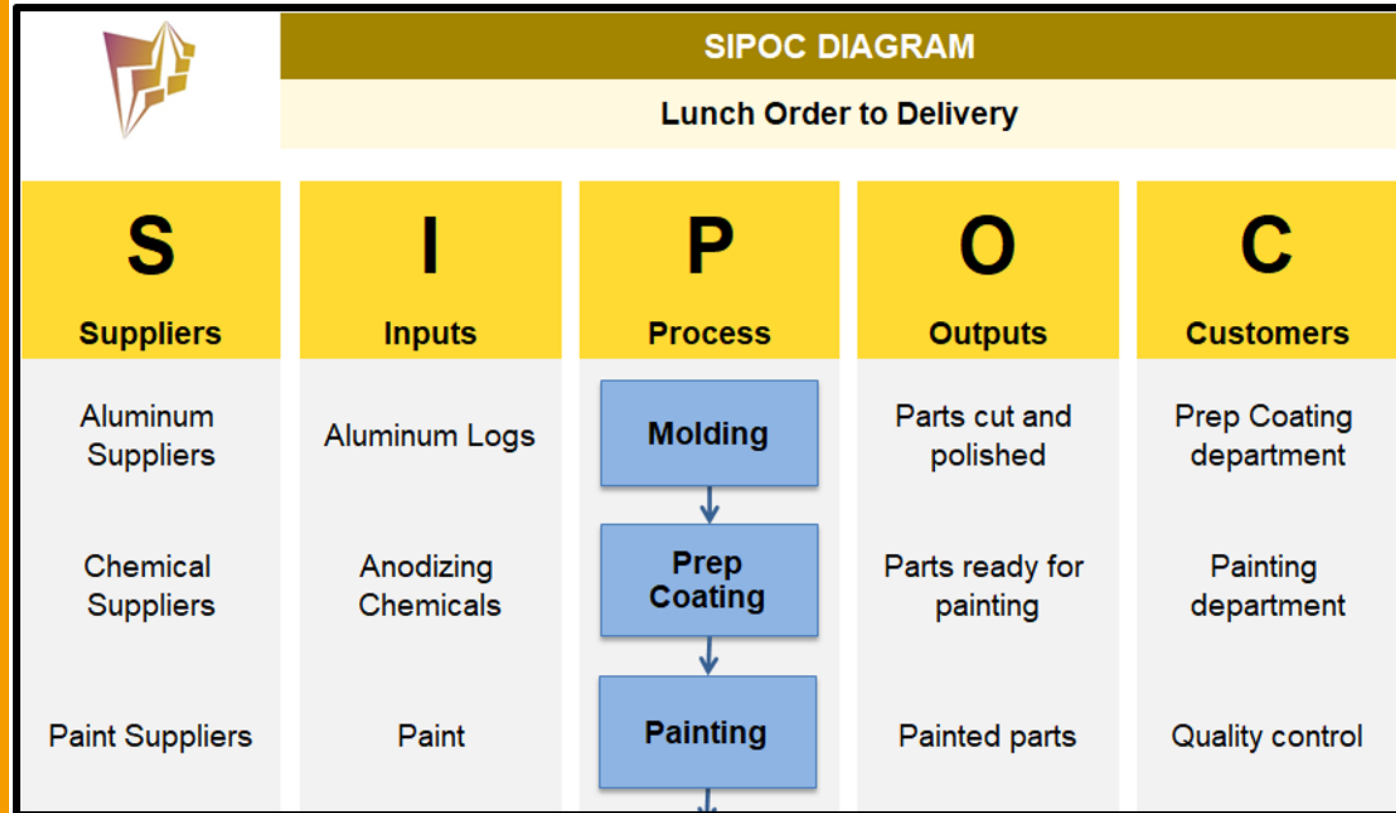 SIPOC DIAGRAM
Lunch Order to Delivery
S
I
P
O
C
Suppliers
Inputs
Process
Outputs
Customers
Aluminum
Suppliers
Aluminum Logs
Molding
Parts cut and
polished
Prep Coating
department
Chemical
Suppliers
Anodizing
Chemicals
Prep
Coating
Parts ready for
painting
Painting
department
Paint Suppliers
Paint
Painting
Painted parts
Quality control